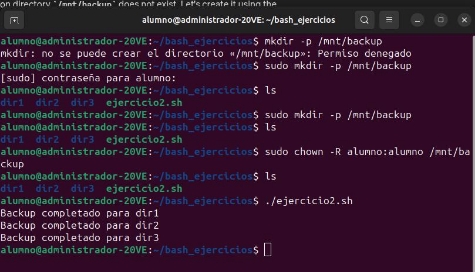 on directory `/mnt/backup` does not exist. Let's create it using the
alumno@administrador-20VE: ~/bash_ejercicios
alumno@administrador-20VE:~/bash_ejercicios$ mkdir -p /mnt/backup
mkdir: no se puede crear el directorio «/mnt/backup»: Permiso denegado
alumno@administrador-20VE:~/bash_ejercicios$ sudo mkdir -p /mnt/backup
[sudo] contraseña para alumno:
alumno@administrador-20VE:~/bash_ejercicios$ ls
dir1 dir2 dir3 ejercicio2.sh
alumno@administrador-20VE:~/bash_ejercicios$ sudo mkdir -p /mnt/backup
alumno@administrador-20VE:~/bash_ejercicios$ ls
dir1 dir2 dir3 ejercicio2.sh
alumno@administrador-20VE:~/bash_ejercicios$ sudo chown -R alumno:alumno /mnt/ba
ckup
alumno@administrador-20VE:~/bash_ejercicios$ ls
dir1 dir2 dir3 ejercicio2.sh
alumno@administrador-20VE:~/bash_ejercicios$ ./ejercicio2.sh
Backup completado para dir1
Backup completado para dir2
Backup completado para dir3
alumno@administrador-20VE:~/bash_ejercicios$